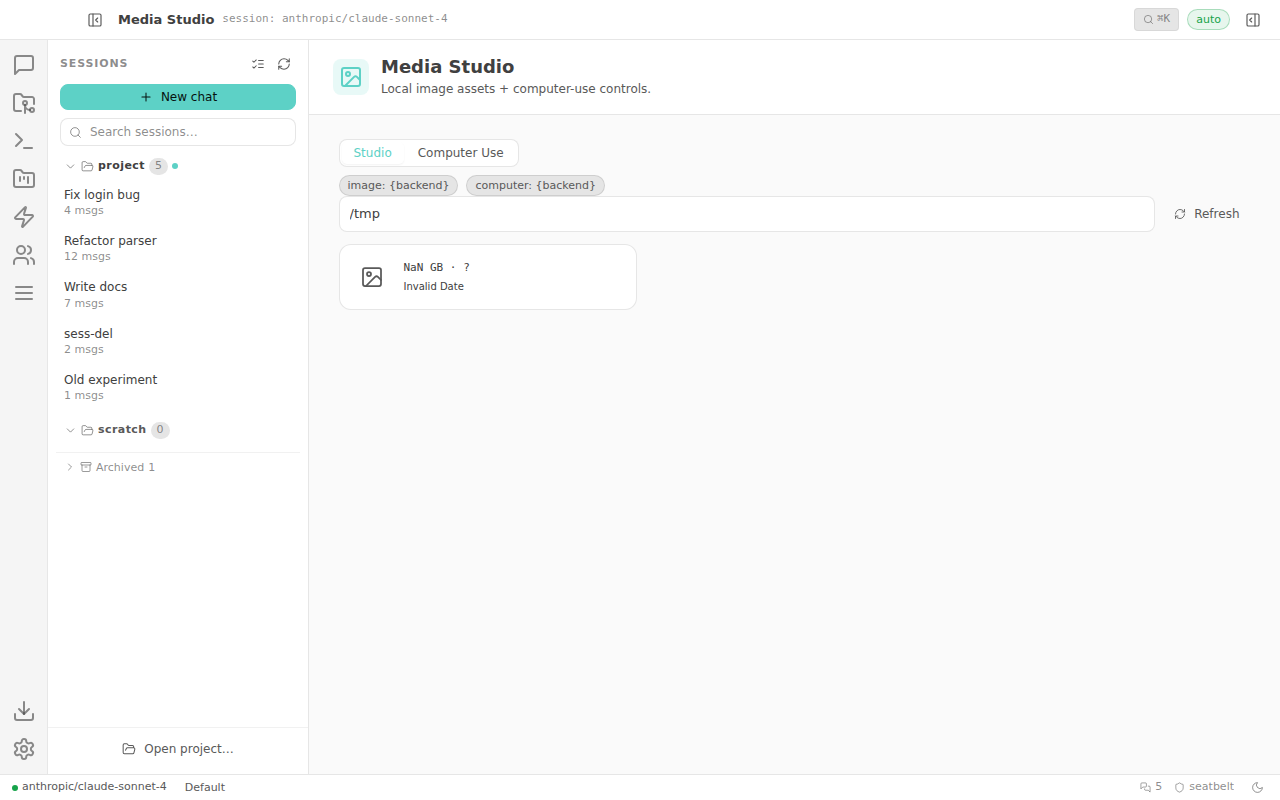 Media Studio session: anthropic/claude-sonnet-4
⌘K
auto
SESSIONS
New chat
Search sessions…
project 5
Fix login bug
4 msgs
Refactor parser
12 msgs
Write docs
7 msgs
sess-del
2 msgs
Old experiment
1 msgs
scratch 0
Archived 1
Open project…
Media Studio
Local image assets + computer-use controls.
Studio Computer Use
image: {backend} computer: {backend}
/tmp
Refresh
NaN GB · ?
Invalid Date
anthropic/claude-sonnet-4 Default
5 seatbelt